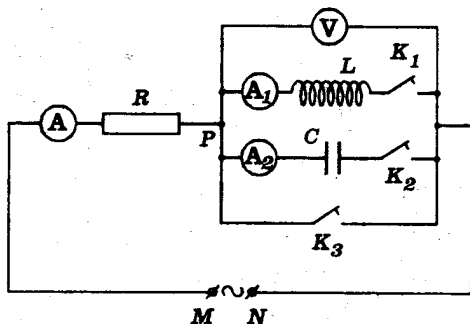 V
A₁ L K₁
A R
P
A₂ C K₂
K₃
M ~ N